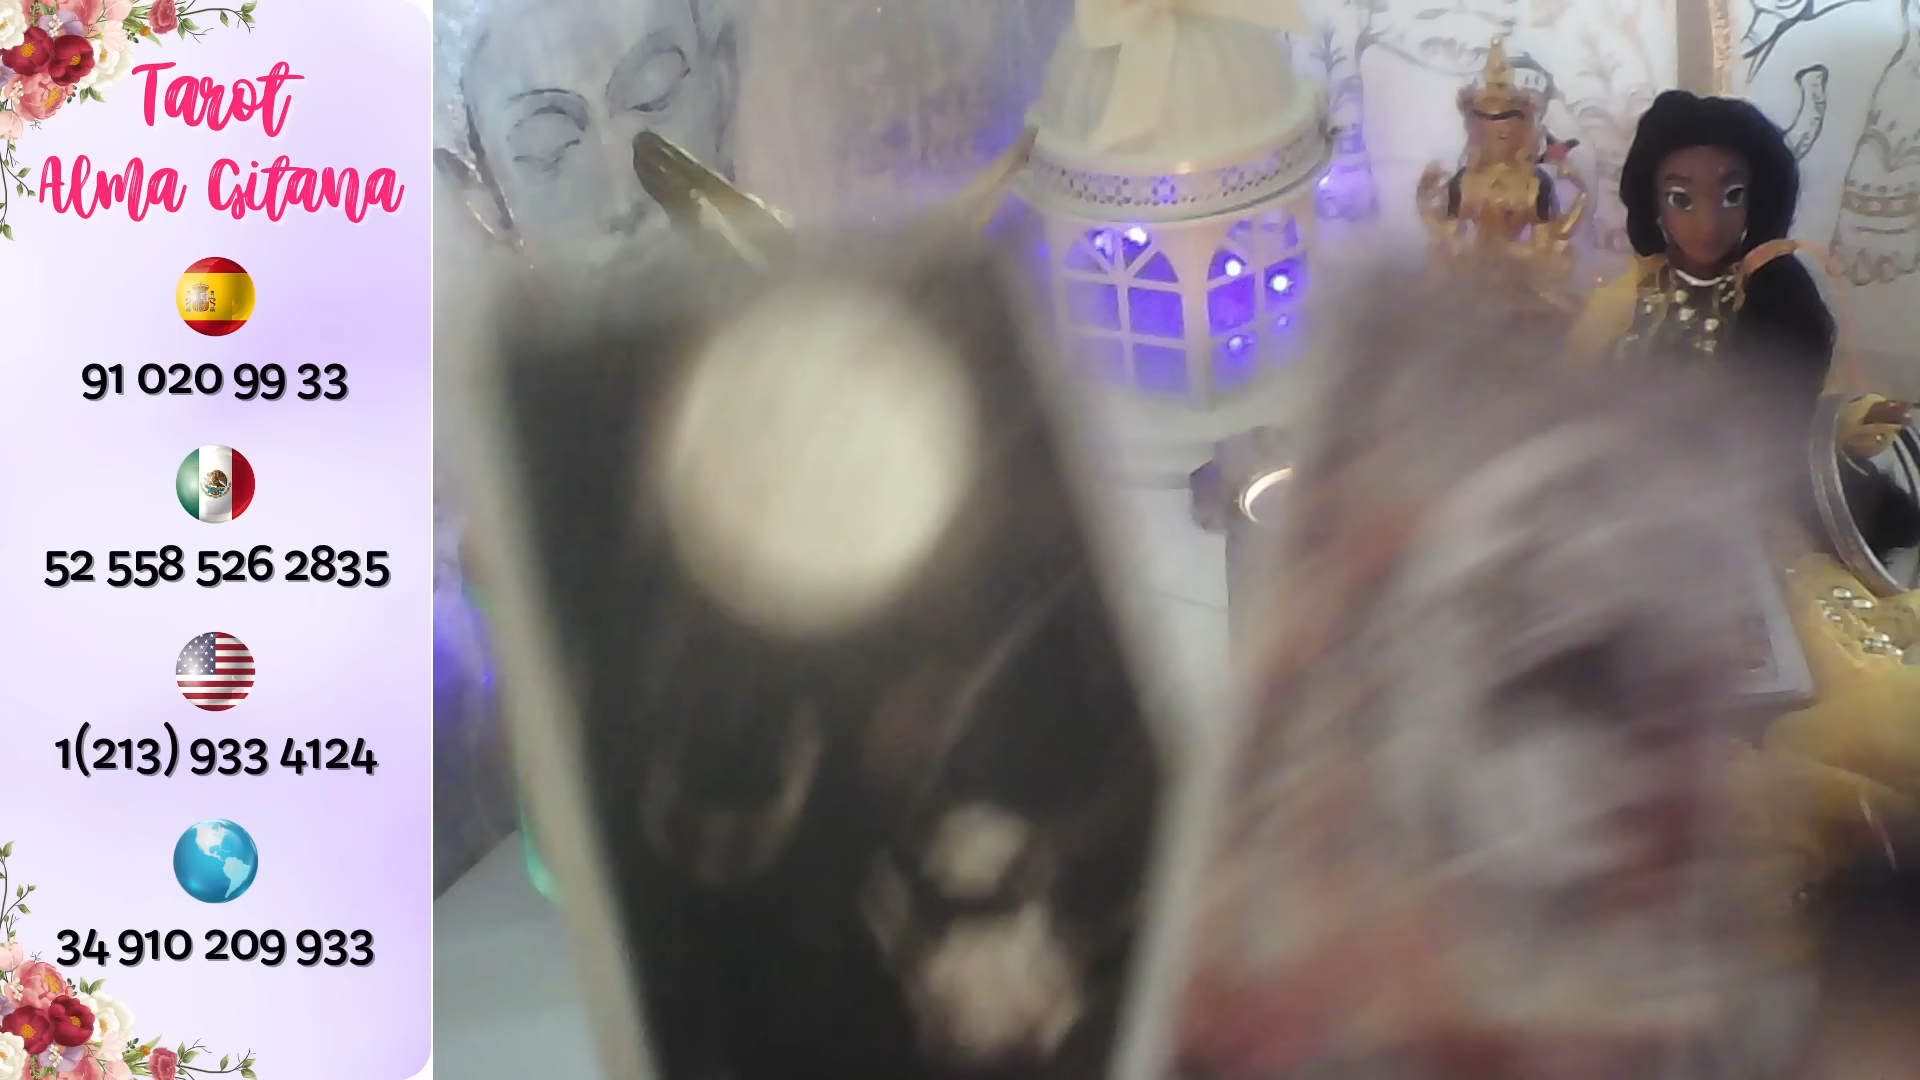 Tarot
Alma Gitana
91 020 99 33
52 558 526 2835
1(213) 933 4124
34 910 209 933